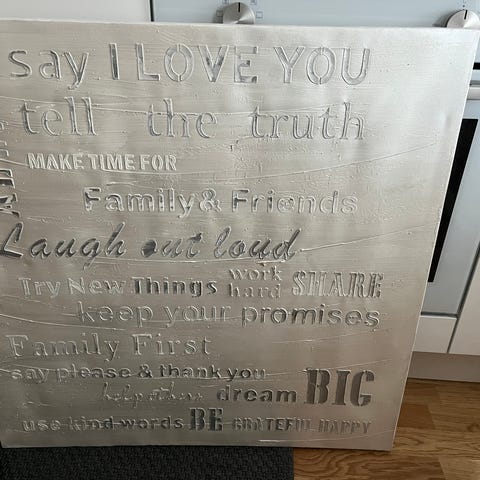 say I LOVE YOU
tell the truth
MAKE TIME FOR
Family & Friends
Laugh out loud
Try New Things work hard SHARE
keep your promises
Family First
say please & thank you
help others dream BIG
use kind words BE GRATEFUL HAPPY